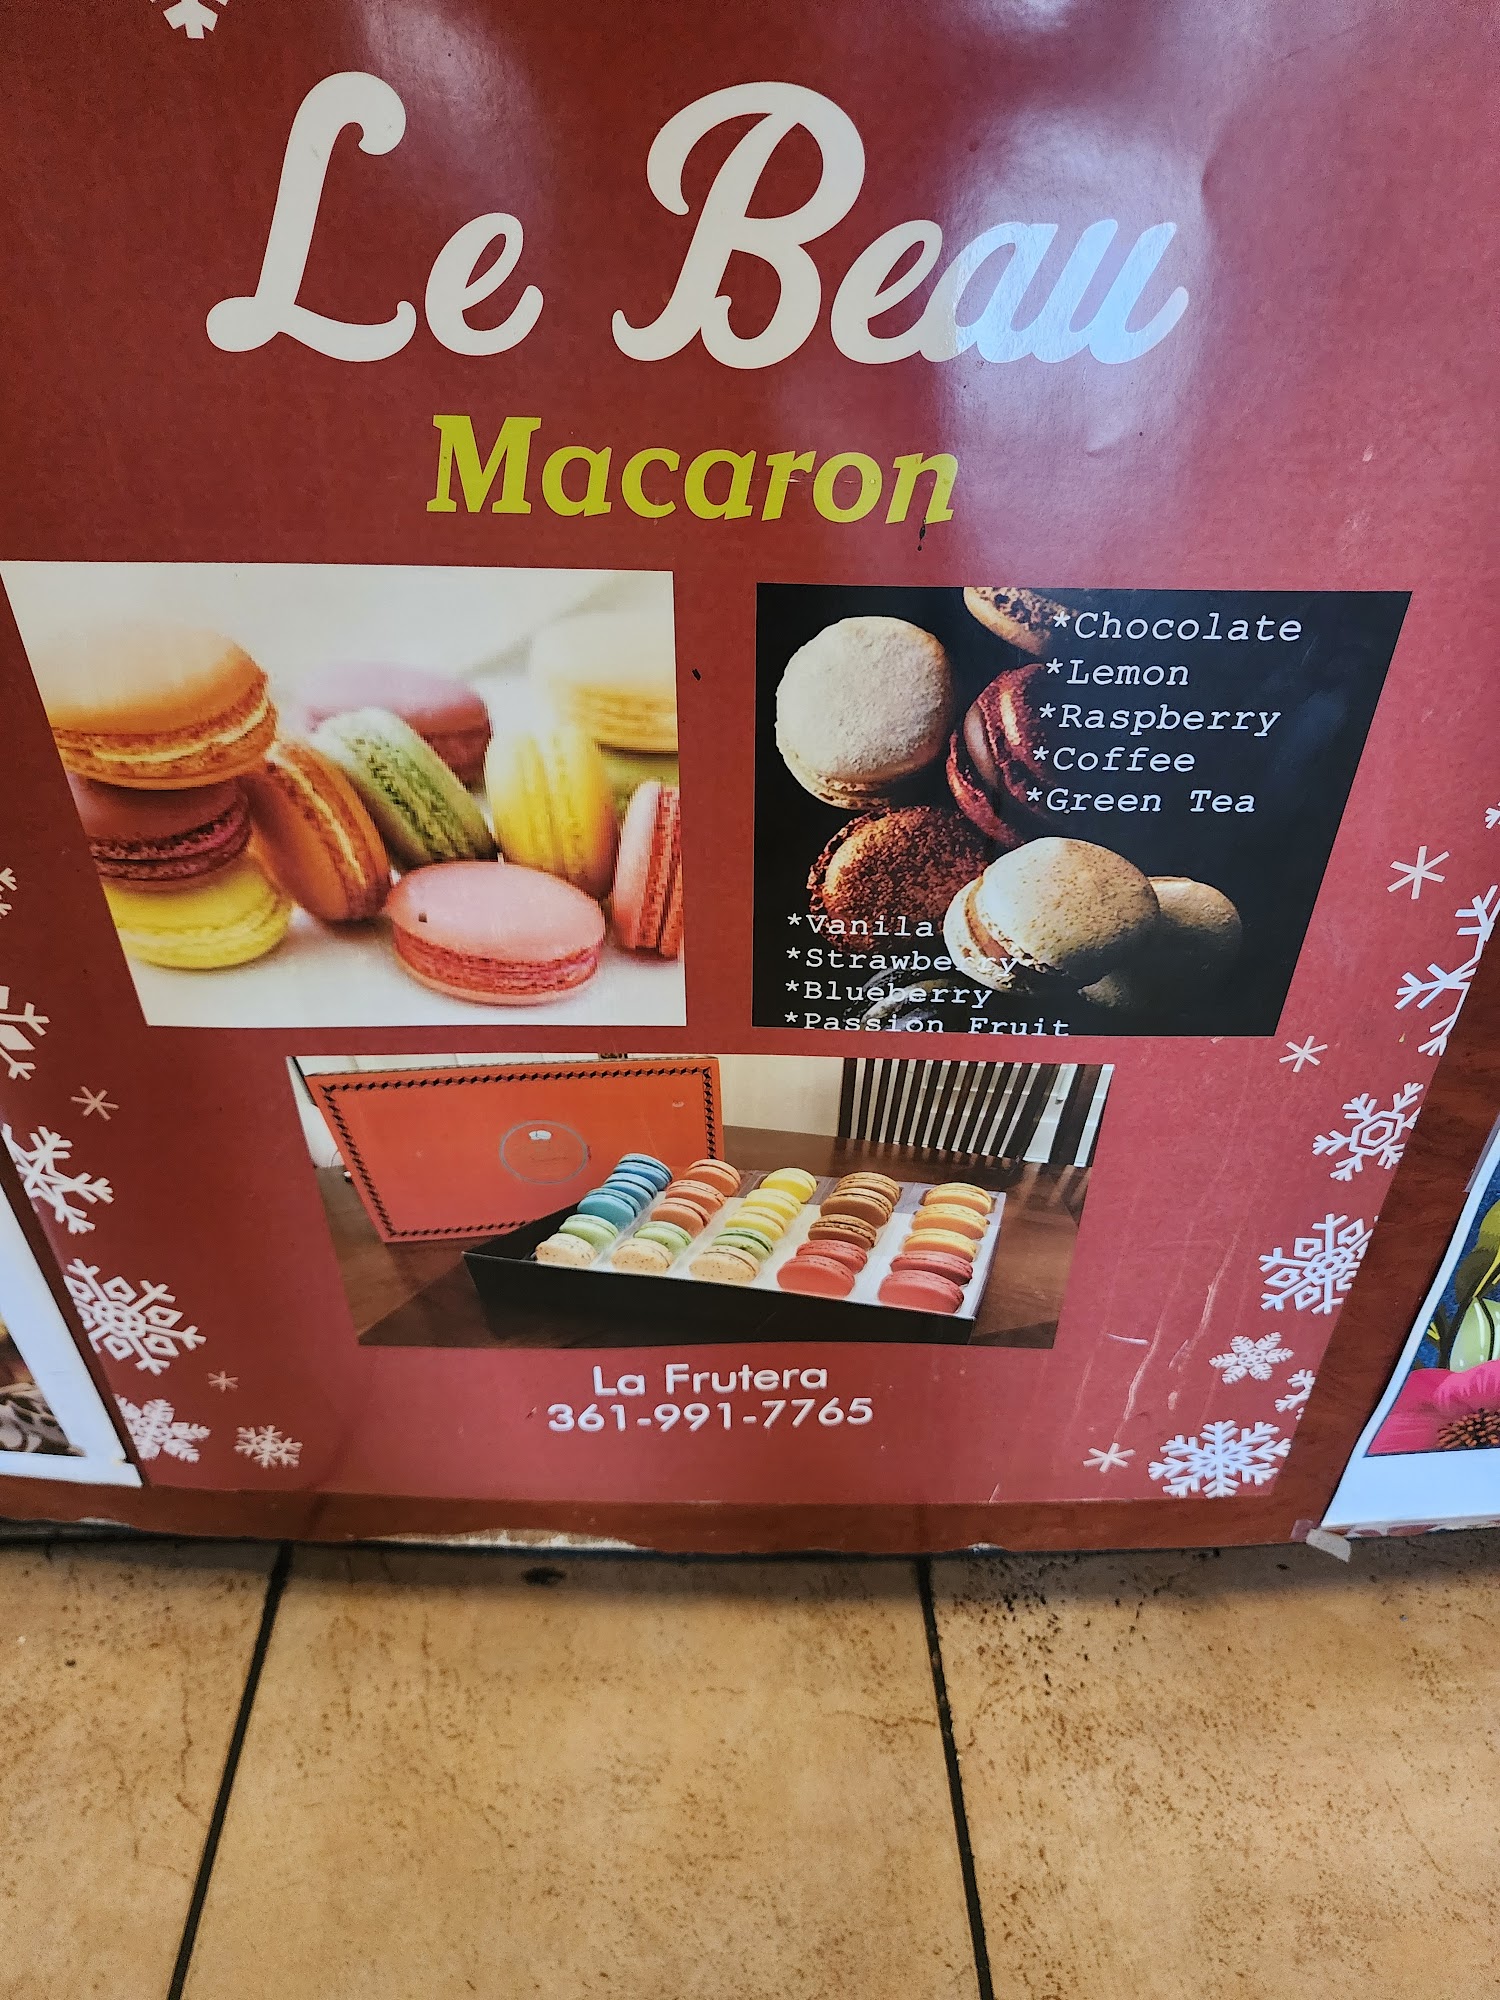 Le Beau
Macaron
*Chocolate
*Lemon
*Raspberry
*Coffee
*Green Tea
*Vanila
*Strawberry
*Blueberry
*Passion Fruit
La Frutera
361-991-7765